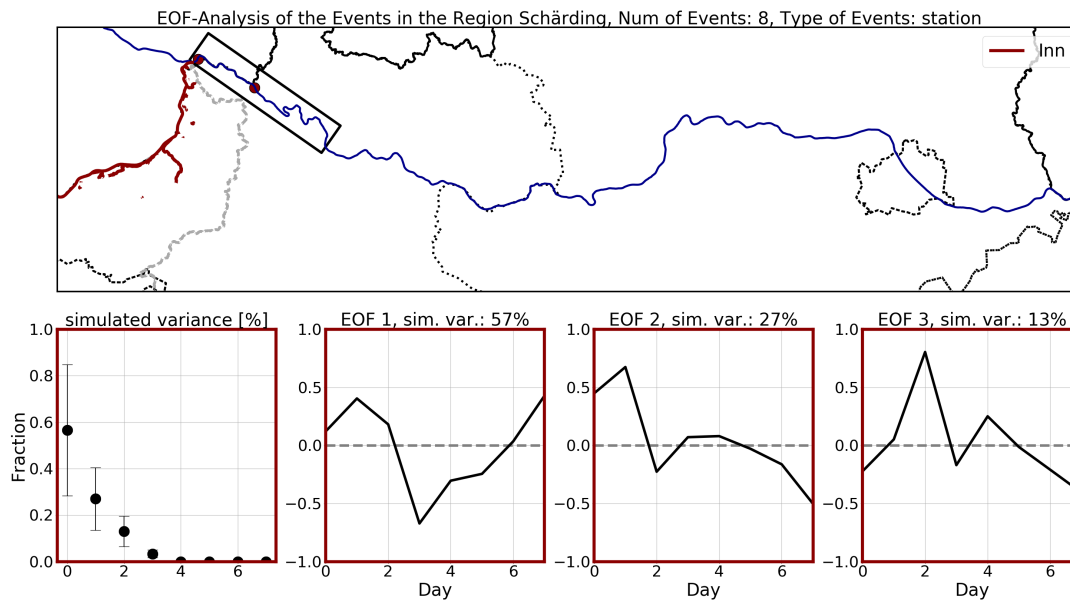 EOF-Analysis of the Events in the Region Schärding, Num of Events: 8, Type of Events: station
Inn
simulated variance [%]
EOF 1, sim. var.: 57%
EOF 2, sim. var.: 27%
EOF 3, sim. var.: 13%
Fraction
1.0
0.8
0.6
0.4
0.2
0.0
0 2 4 6
1.0
0.5
0.0
−0.5
−1.0
0 2 4 6
Day
1.0
0.5
0.0
−0.5
−1.0
0 2 4 6
Day
1.0
0.5
0.0
−0.5
−1.0
0 2 4 6
Day